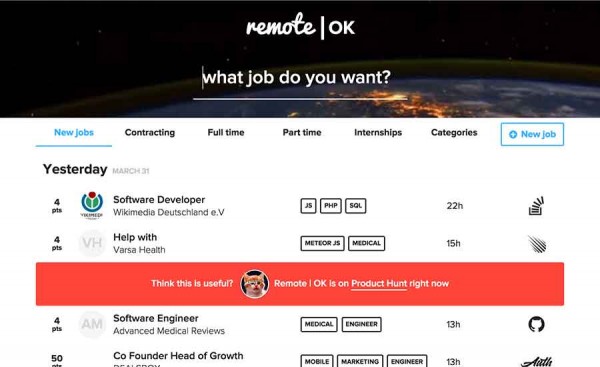 remote | OK
what job do you want?
New jobs Contracting Full time Part time Internships Categories New job
Yesterday MARCH 31
4 pts WIKIMEDIA Software Developer Wikimedia Deutschland e.V JS PHP SQL 22h
4 pts VH Help with Varsa Health METEOR JS MEDICAL 15h
Think this is useful? Remote | OK is on Product Hunt right now
4 pts AM Software Engineer Advanced Medical Reviews MEDICAL ENGINEER 13h
50 pts Co Founder Head of Growth MOBILE MARKETING ENGINEER 13h